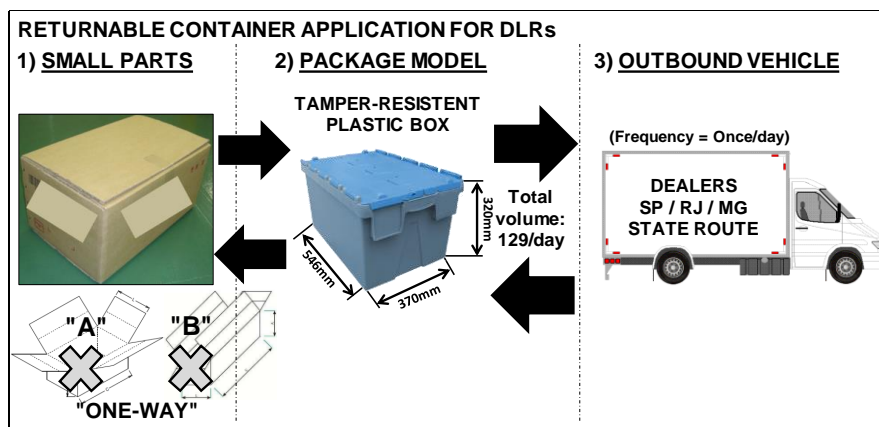 RETURNABLE CONTAINER APPLICATION FOR DLRs
1) SMALL PARTS
2) PACKAGE MODEL
3) OUTBOUND VEHICLE
TAMPER-RESISTENT
PLASTIC BOX
320mm
546mm
370mm
Total
volume:
129/day
(Frequency = Once/day)
DEALERS
SP / RJ / MG
STATE ROUTE
"A"
"B"
"ONE-WAY"